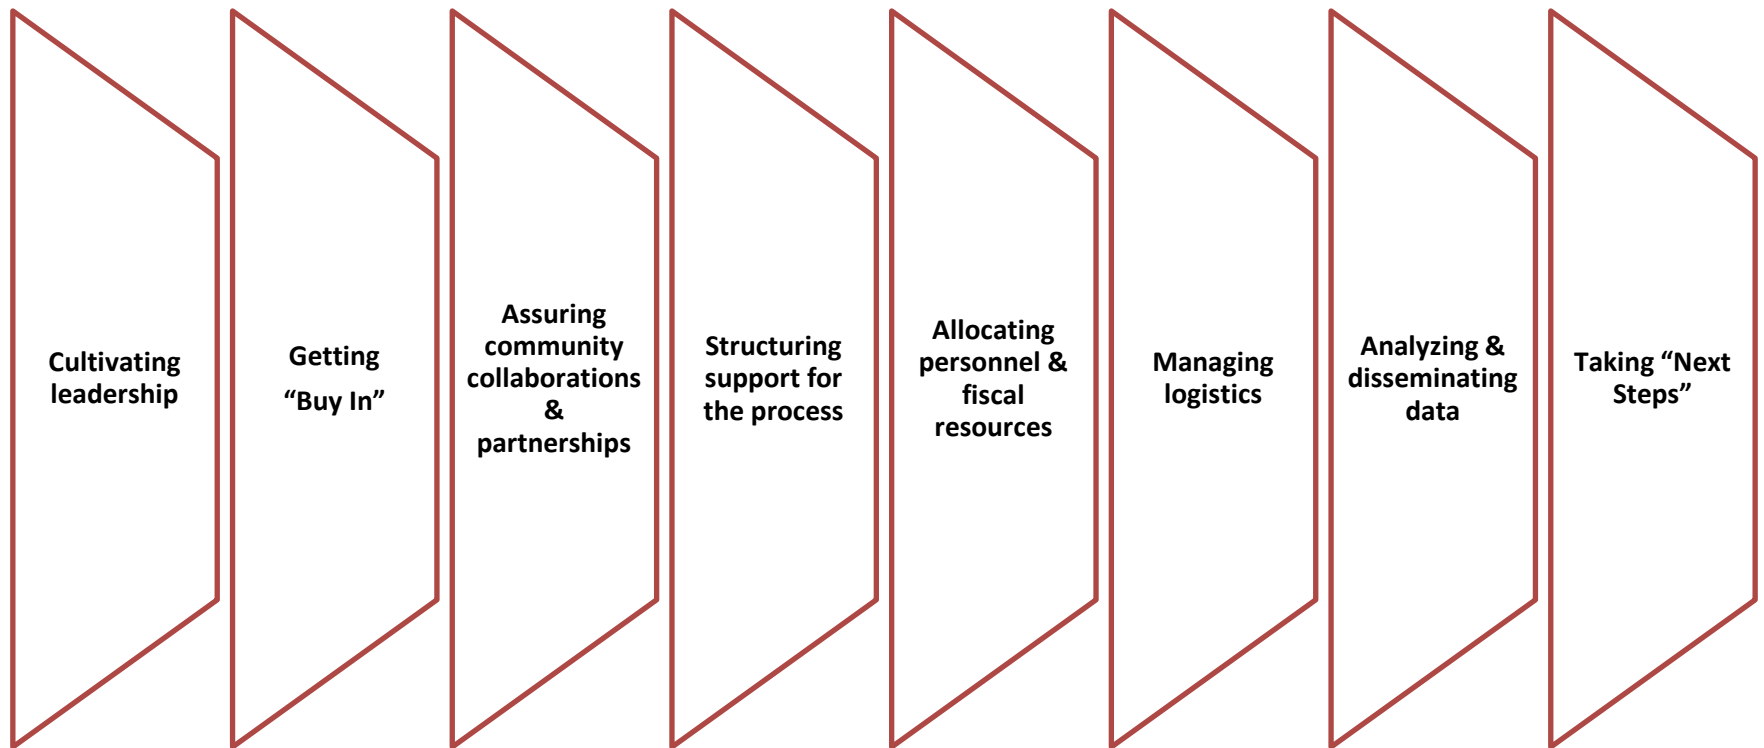 Cultivating
leadership
Getting
“Buy In”
Assuring
community
collaborations
&
partnerships
Structuring
support for
the process
Allocating
personnel &
fiscal
resources
Managing
logistics
Analyzing &
disseminating
data
Taking “Next
Steps”